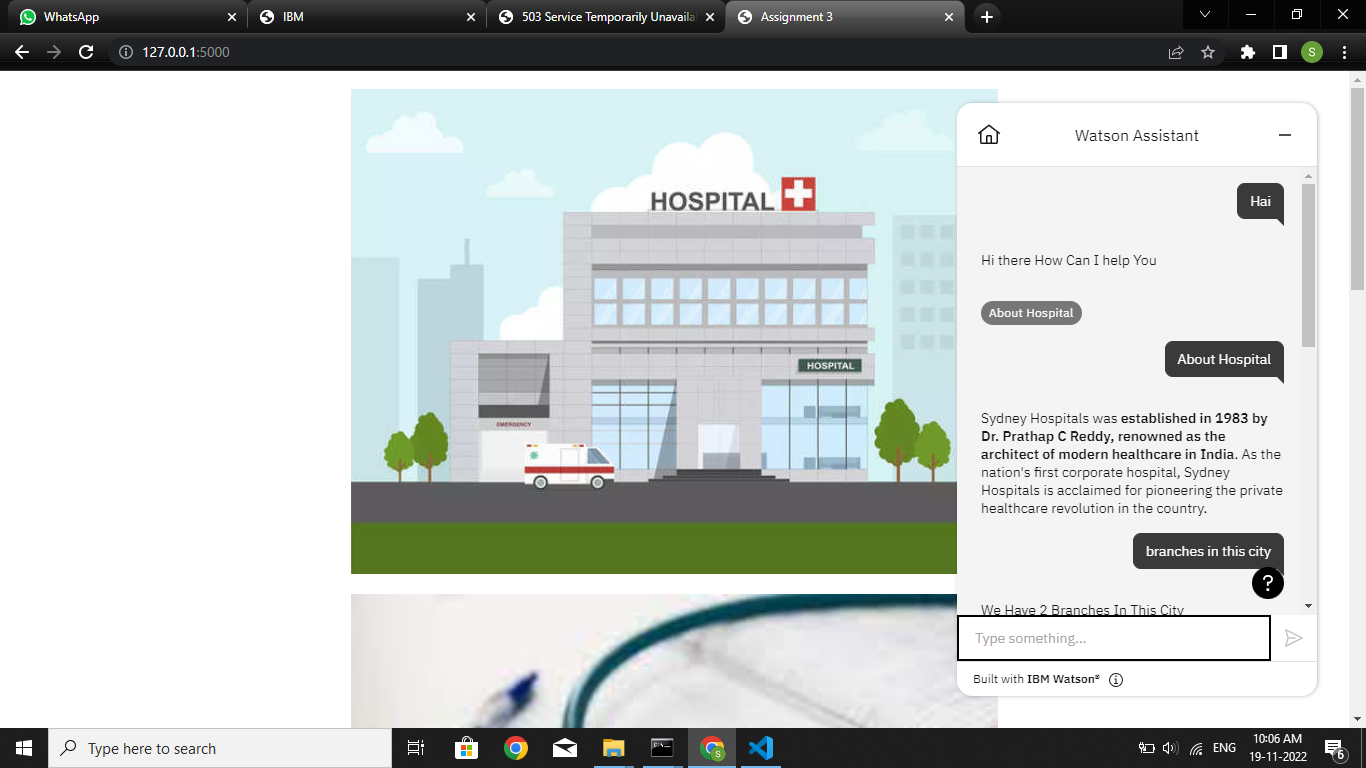 WhatsApp
IBM
503 Service Temporarily Unavaila
Assignment 3
127.0.0.1:5000
S
HOSPITAL
HOSPITAL
EMERGENCY
Watson Assistant
Hai
Hi there How Can I help You
About Hospital
About Hospital
Sydney Hospitals was established in 1983 by
Dr. Prathap C Reddy, renowned as the
architect of modern healthcare in India. As the
nation's first corporate hospital, Sydney
Hospitals is acclaimed for pioneering the private
healthcare revolution in the country.
branches in this city
?
We Have 2 Branches In This City
Type something...
Built with IBM Watson®
Type here to search
S
ENG
10:06 AM
19-11-2022
6